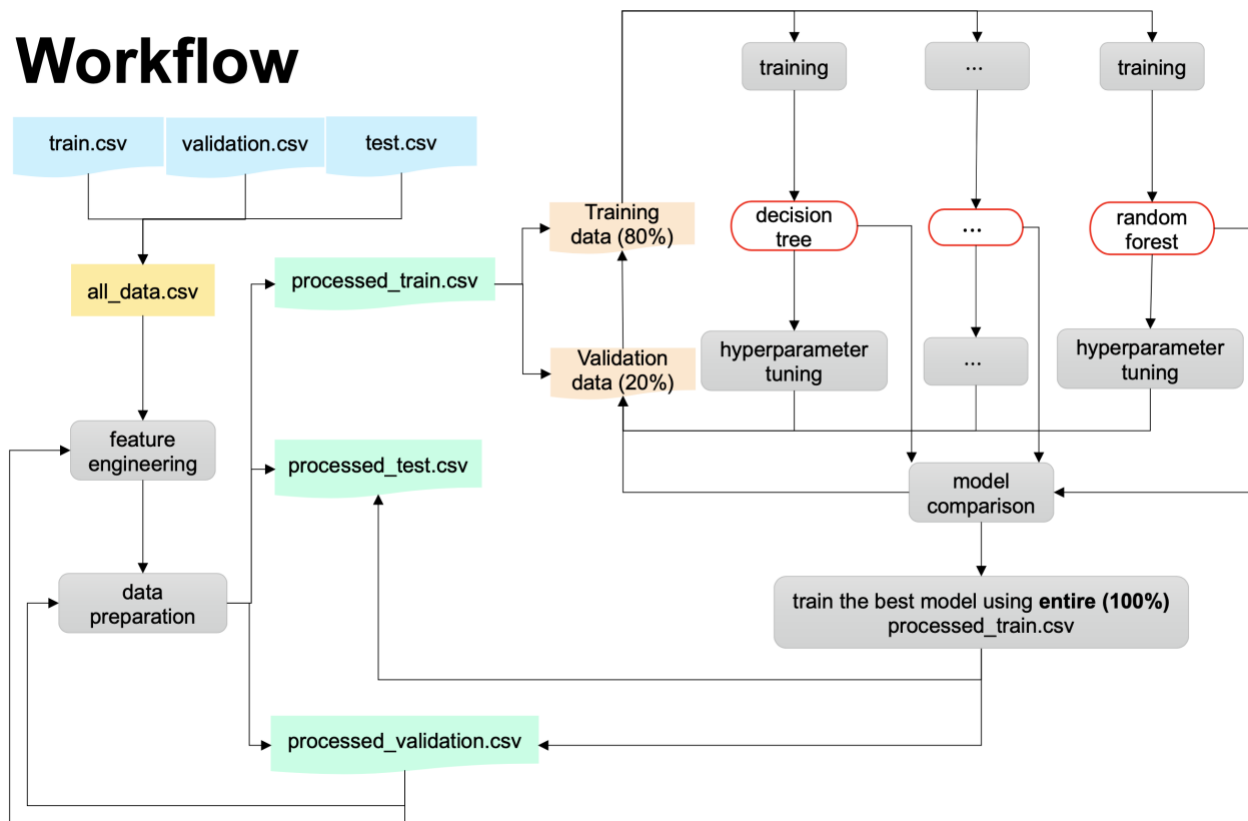 Workflow
train.csv
validation.csv
test.csv
all_data.csv
feature
engineering
data
preparation
processed_train.csv
processed_test.csv
processed_validation.csv
Training
data (80%)
Validation
data (20%)
training
...
training
decision
tree
...
random
forest
hyperparameter
tuning
...
hyperparameter
tuning
model
comparison
train the best model using entire (100%)
processed_train.csv